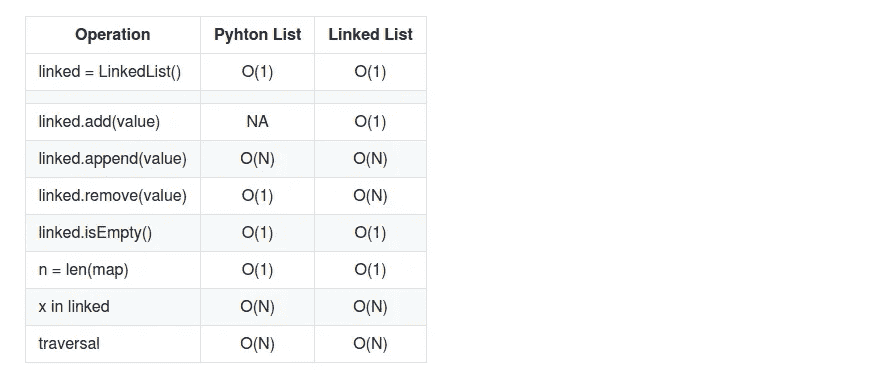 Operation Pyhton List Linked List
linked = LinkedList() O(1) O(1)
linked.add(value) NA O(1)
linked.append(value) O(N) O(N)
linked.remove(value) O(1) O(N)
linked.isEmpty() O(1) O(1)
n = len(map) O(1) O(1)
x in linked O(N) O(N)
traversal O(N) O(N)